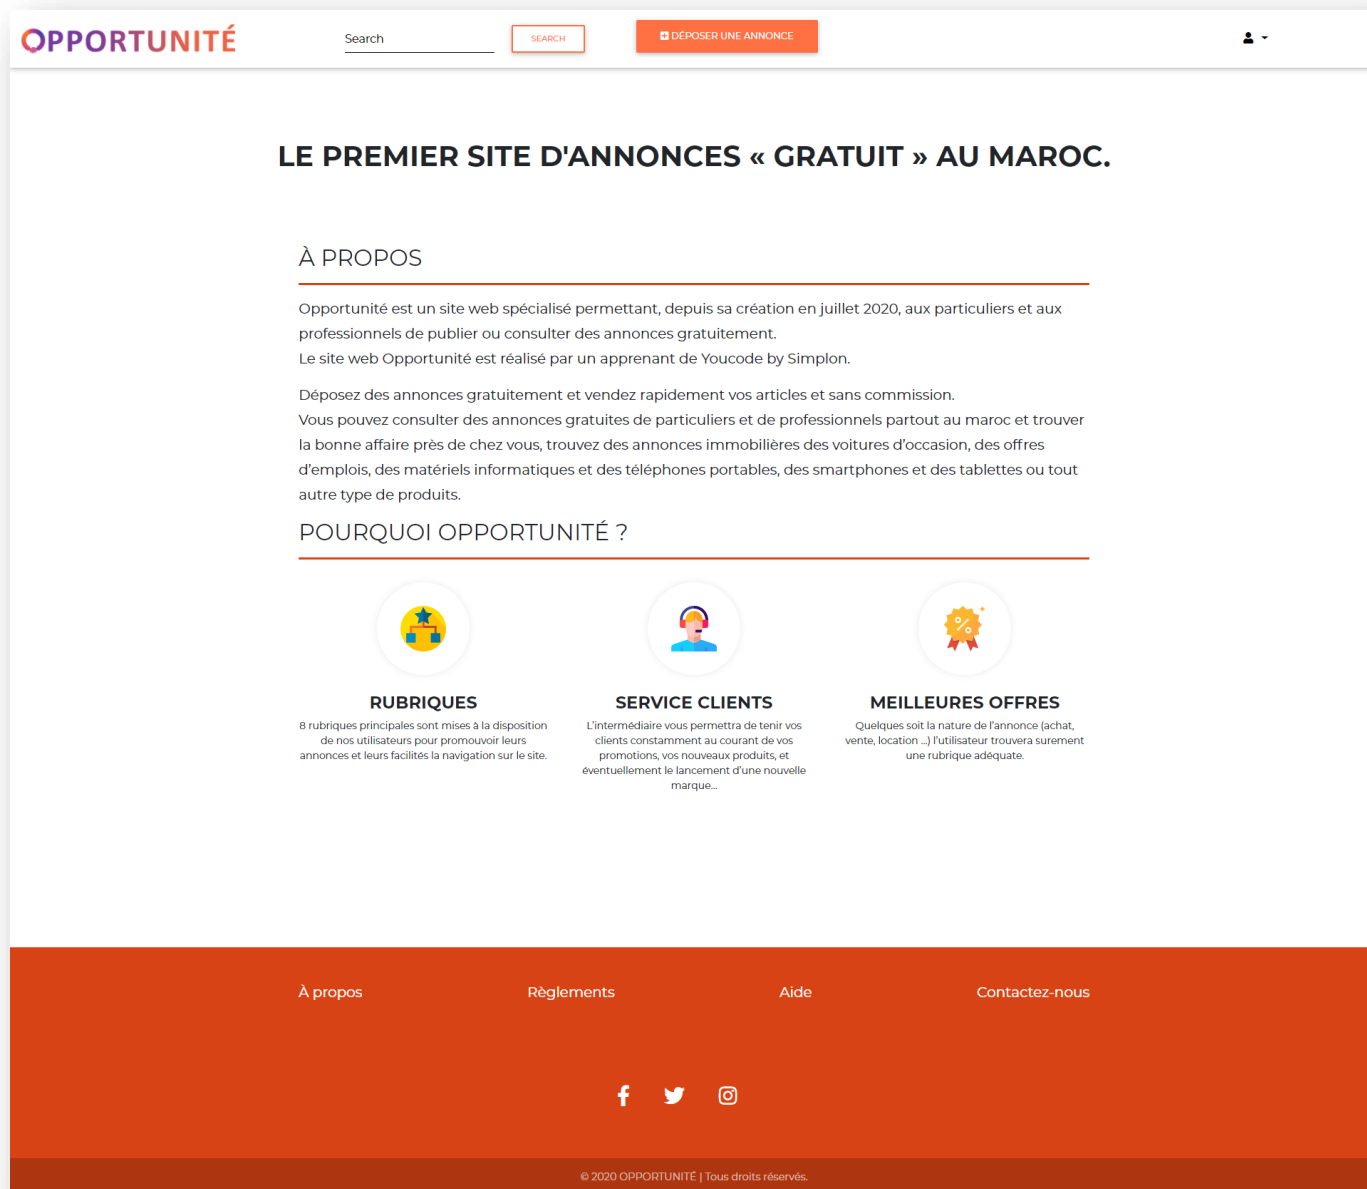 OPPORTUNITÉ
Search
SEARCH
DÉPOSER UNE ANNONCE
LE PREMIER SITE D'ANNONCES « GRATUIT » AU MAROC.
À PROPOS
Opportunité est un site web spécialisé permettant, depuis sa création en juillet 2020, aux particuliers et aux
professionnels de publier ou consulter des annonces gratuitement.
Le site web Opportunité est réalisé par un apprenant de Youcode by Simplon.
Déposez des annonces gratuitement et vendez rapidement vos articles et sans commission.
Vous pouvez consulter des annonces gratuites de particuliers et de professionnels partout au maroc et trouver
la bonne affaire près de chez vous, trouvez des annonces immobilières des voitures d’occasion, des offres
d’emplois, des matériels informatiques et des téléphones portables, des smartphones et des tablettes ou tout
autre type de produits.
POURQUOI OPPORTUNITÉ ?
RUBRIQUES
8 rubriques principales sont mises à la disposition
de nos utilisateurs pour promouvoir leurs
annonces et leurs facilités la navigation sur le site.
SERVICE CLIENTS
L’intermédiaire vous permettra de tenir vos
clients constamment au courant de vos
promotions, vos nouveaux produits, et
éventuellement le lancement d’une nouvelle
marque…
MEILLEURES OFFRES
Quelques soit la nature de l’annonce (achat,
vente, location …) l’utilisateur trouvera surement
une rubrique adéquate.
À propos
Règlements
Aide
Contactez-nous
© 2020 OPPORTUNITÉ | Tous droits réservés.